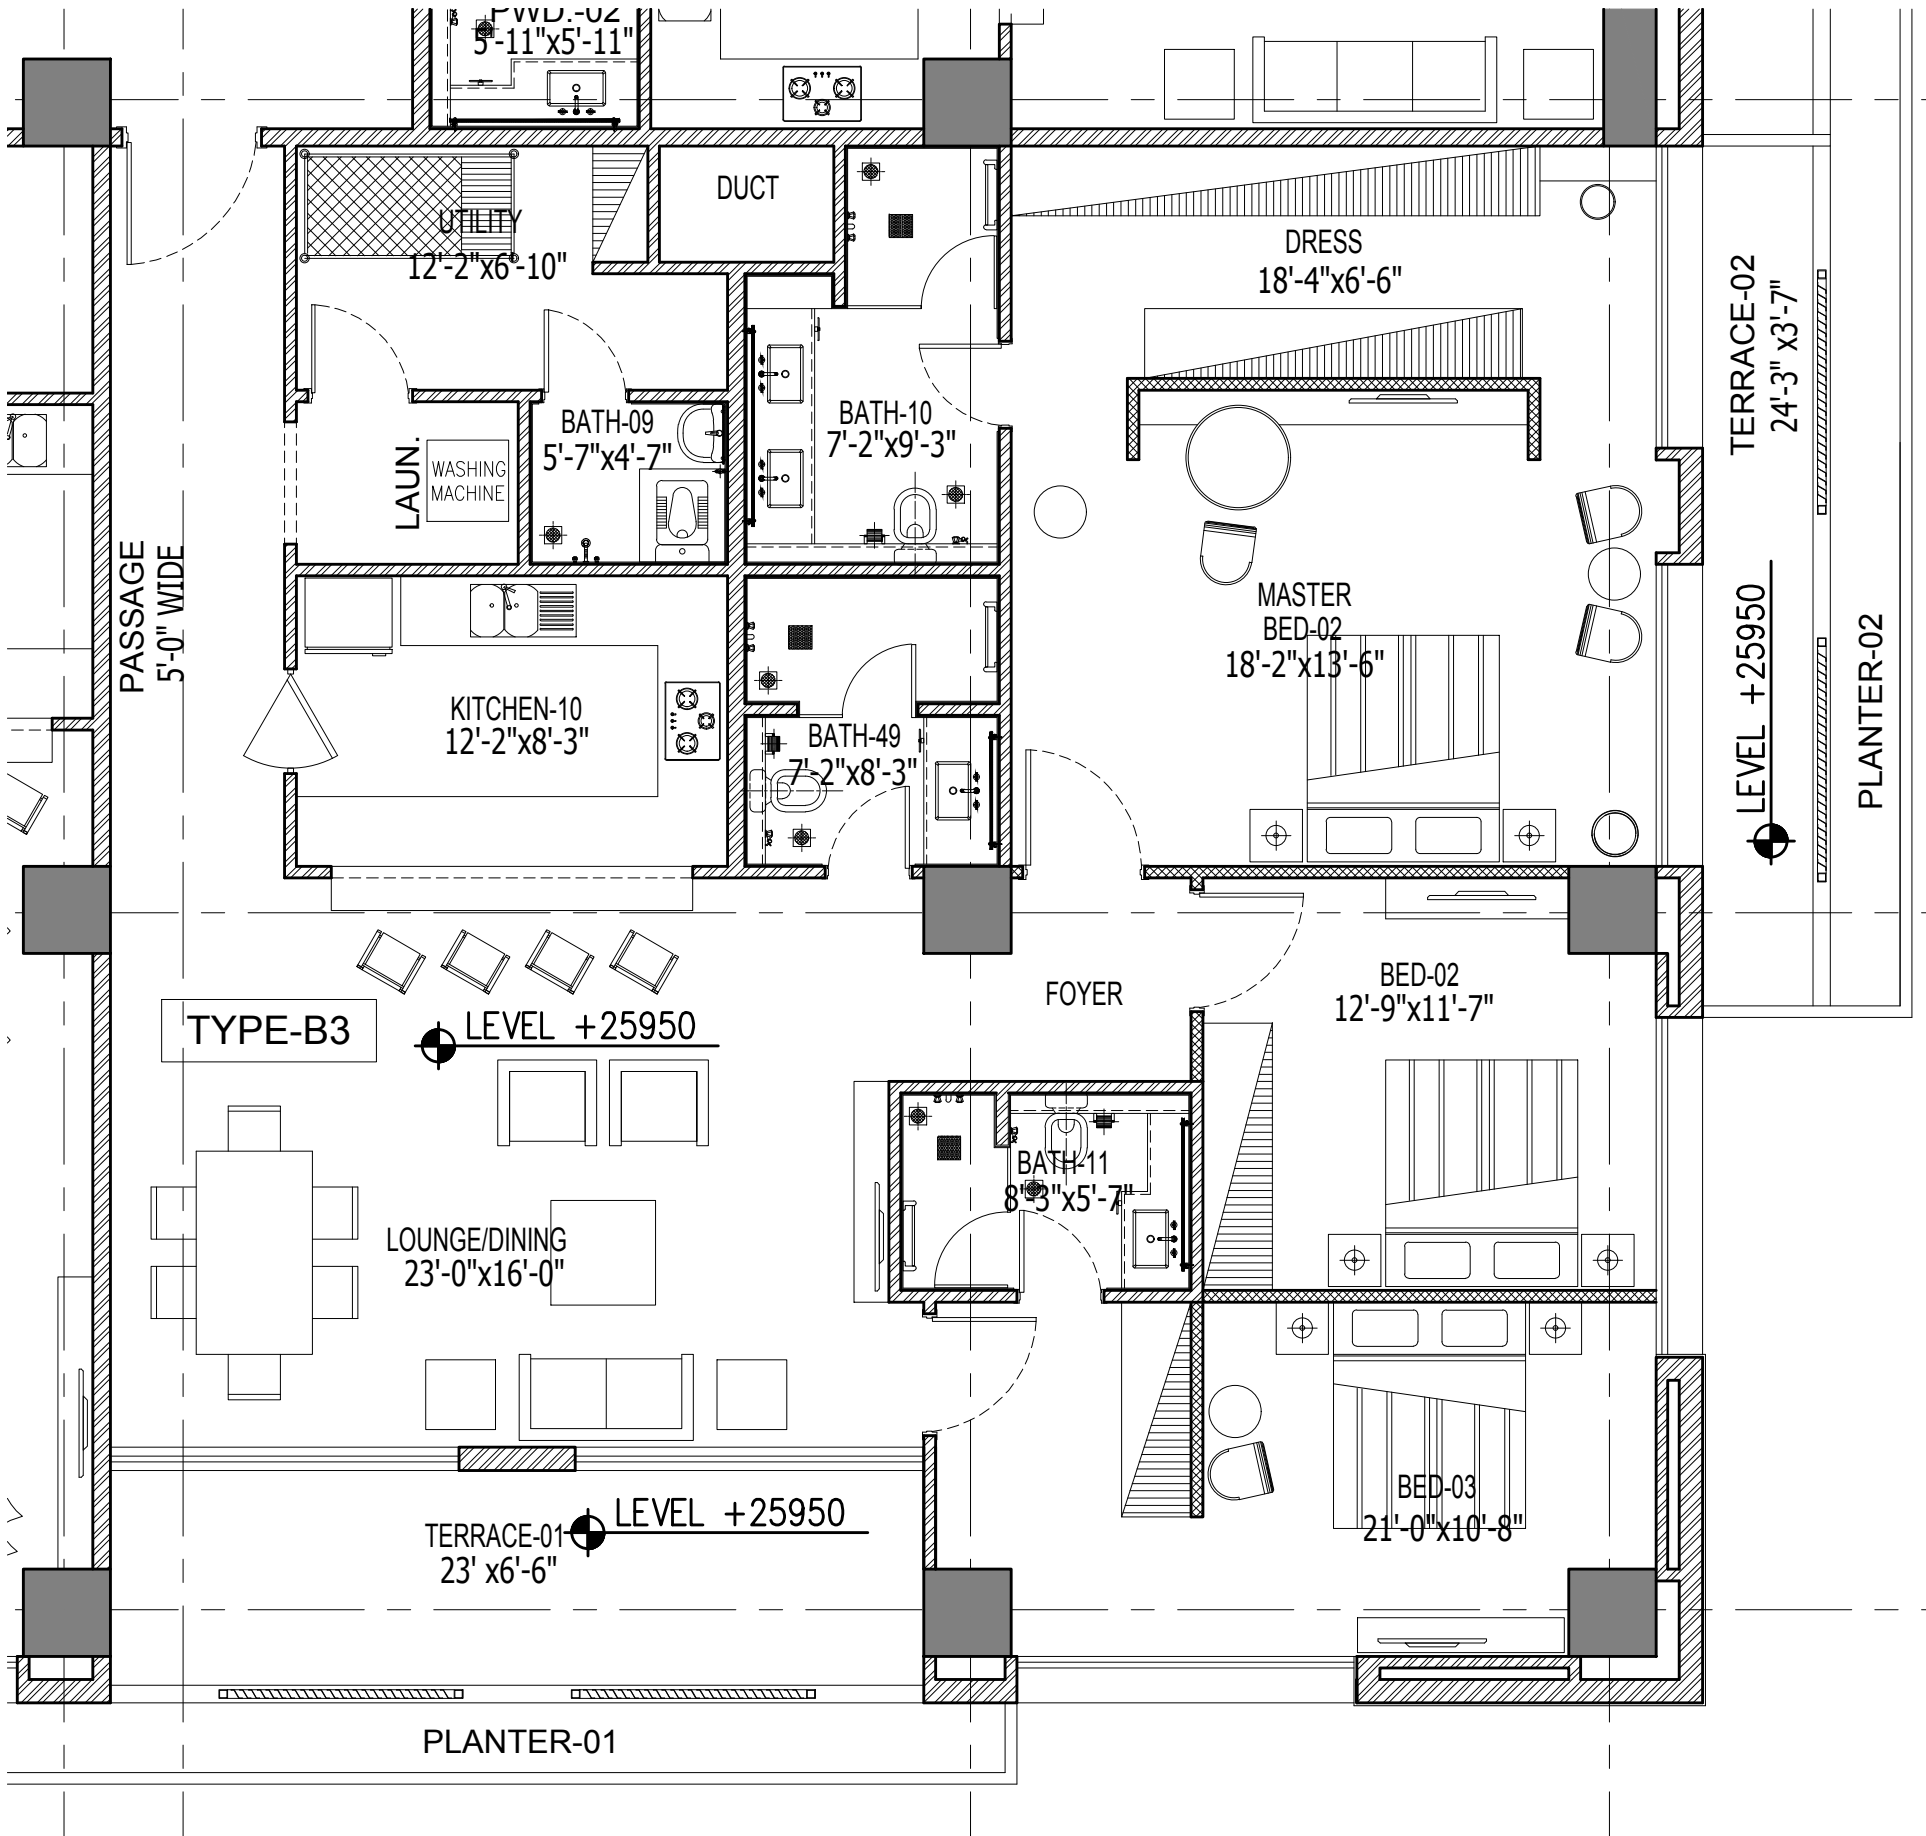 PWD.-02
5'-11"x5'-11"
DUCT
UTILITY
12'-2"x6'-10"
DRESS
18'-4"x6'-6"
TERRACE-02
24'-3" x3'-7"
BATH-09
5'-7"x4'-7"
BATH-10
7'-2"x9'-3"
LAUN.
WASHING
MACHINE
PASSAGE
5'-0" WIDE
MASTER
BED-02
18'-2"x13'-6"
LEVEL +25950
PLANTER-02
KITCHEN-10
12'-2"x8'-3"
BATH-49
7'-2"x8'-3"
FOYER
BED-02
12'-9"x11'-7"
TYPE-B3
LEVEL +25950
BATH-11
8'-3"x5'-7"
LOUNGE/DINING
23'-0"x16'-0"
BED-03
21'-0"x10'-8"
LEVEL +25950
TERRACE-01
23' x6'-6"
PLANTER-01